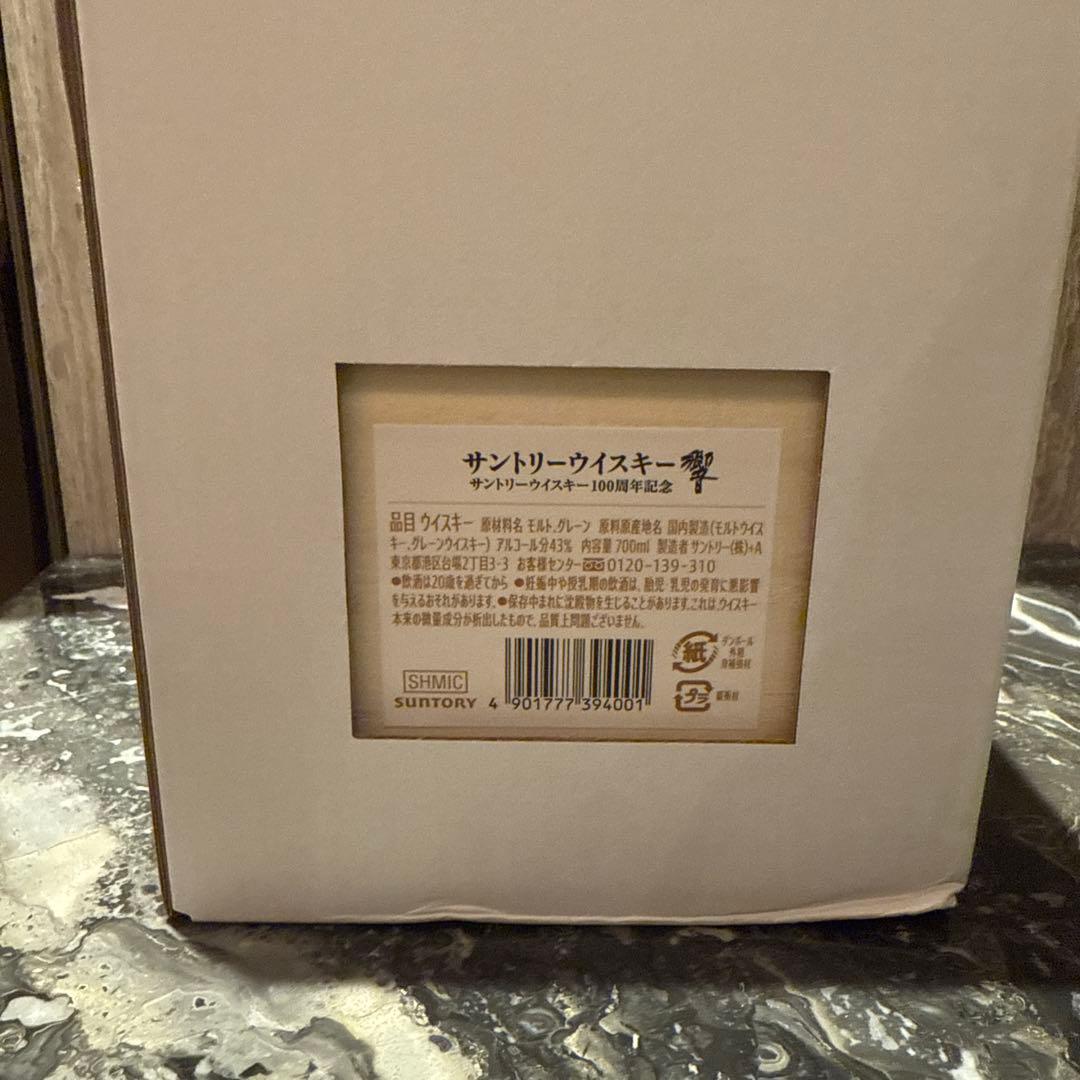 サントリーウイスキー 響
サントリーウイスキー100周年記念
品目 ウイスキー 原材料名 モルト、グレーン 原料原産地名 国内製造(モルトウイス
キー、グレーンウイスキー) アルコール分43% 内容量 700ml 製造者 サントリー(株)+A
東京都港区台場2丁目3-3 お客様センター 0120-139-310
●飲酒は20歳を過ぎてから ●妊娠中や授乳期の飲酒は、胎児・乳児の発育に悪影響
を与えるおそれがあります。●保存中まれに沈殿物を生じることがあります。これは、ウイスキー
本来の微量成分が析出したもので、品質上問題ございません。
SHMIC
SUNTORY
4 901777 394001
紙
ダンボール
外箱
プラ